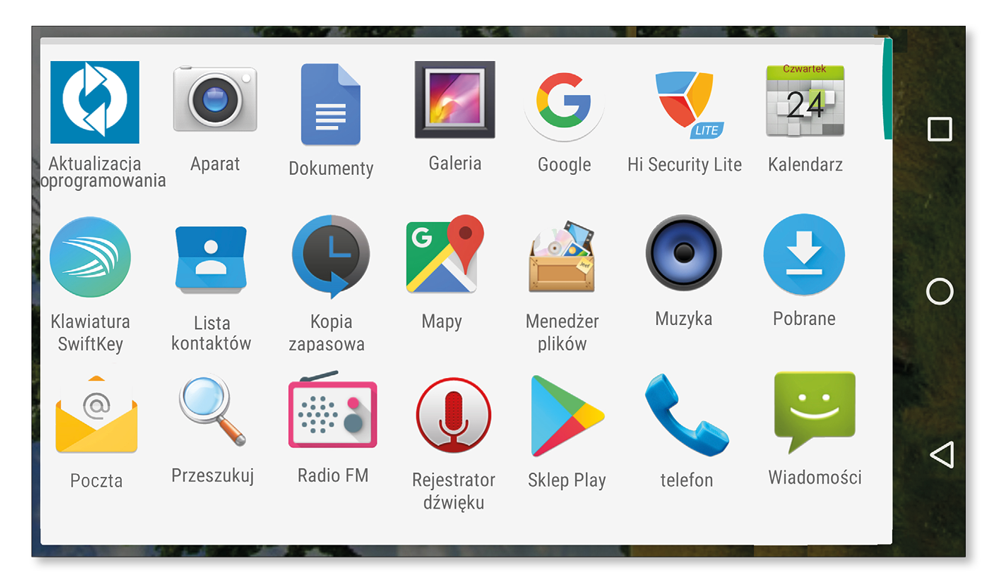 Czwartek
24
LITE
Aktualizacja
oprogramowania
Aparat
Dokumenty
Galeria
Google
Hi Security Lite
Kalendarz
G
Klawiatura
SwiftKey
Lista
kontaktów
Kopia
zapasowa
Mapy
Menedżer
plików
Muzyka
Pobrane
@
Poczta
Przeszukuj
Radio FM
Rejestrator
dźwięku
Sklep Play
telefon
Wiadomości